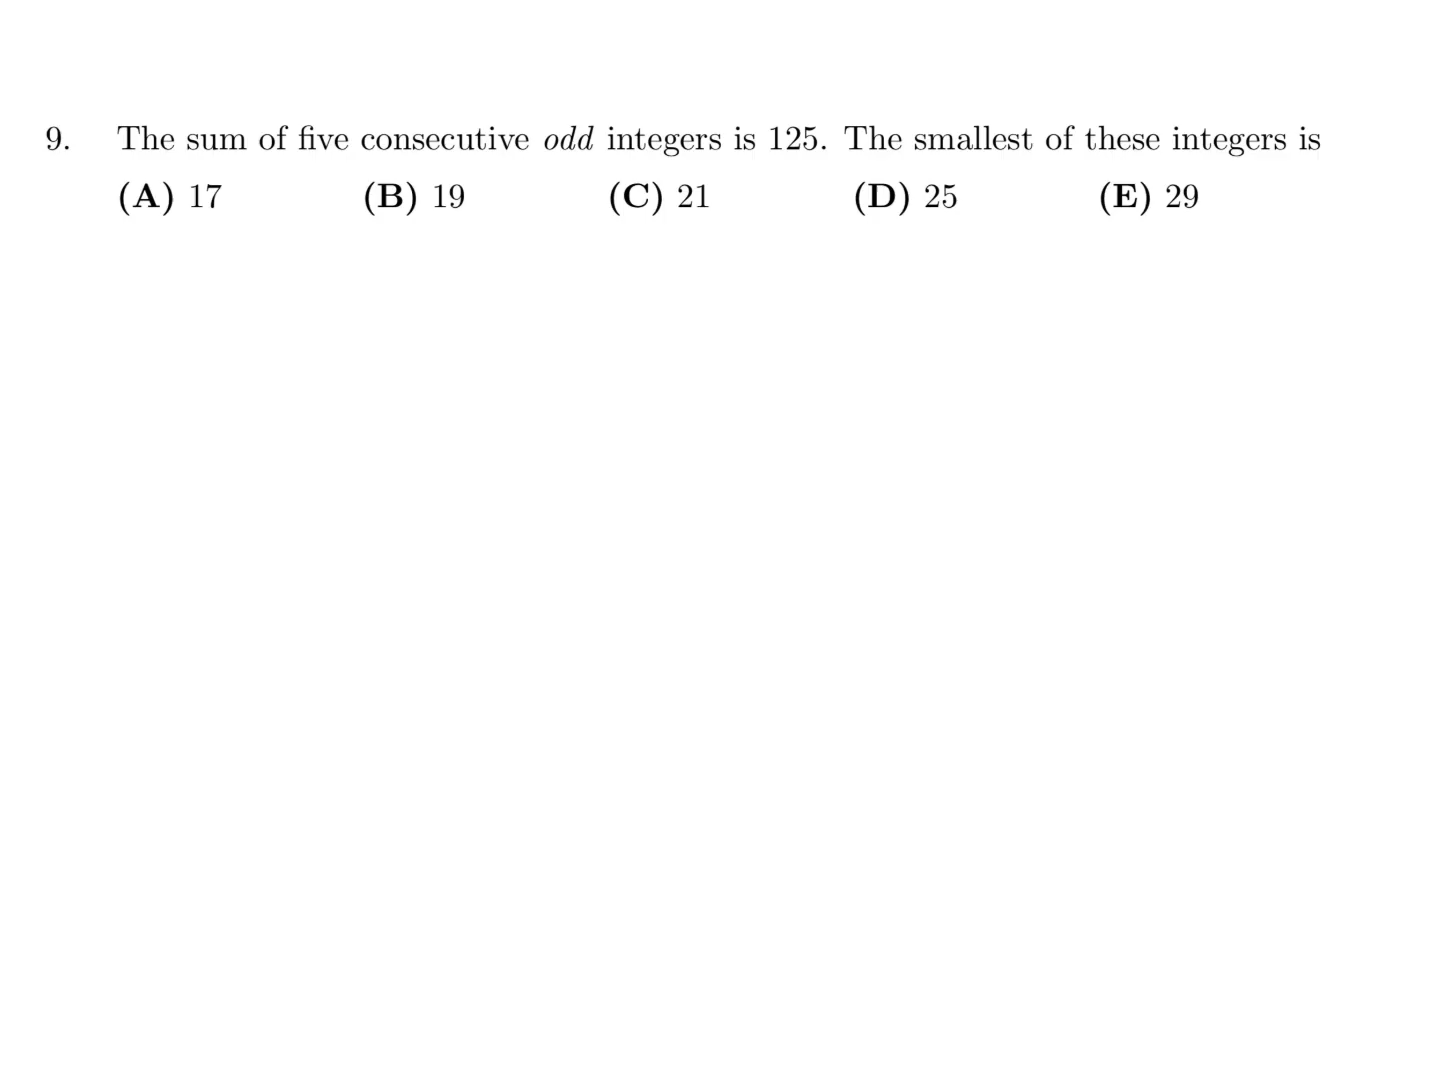 9. The sum of five consecutive odd integers is 125. The smallest of these integers is
(A) 17 (B) 19 (C) 21 (D) 25 (E) 29